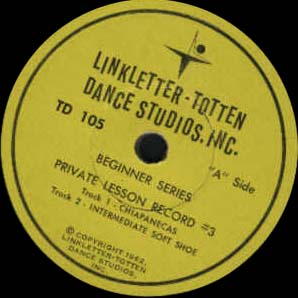 LINKLETTER-TOTTEN
DANCE STUDIOS, INC.
TD 105
"A" Side
BEGINNER SERIES
PRIVATE LESSON RECORD #3
Track 1 - CHIAPANECAS
Track 2 - INTERMEDIATE SOFT SHOE
© COPYRIGHT 1962,
LINKLETTER-TOTTEN
DANCE STUDIOS,
INC.